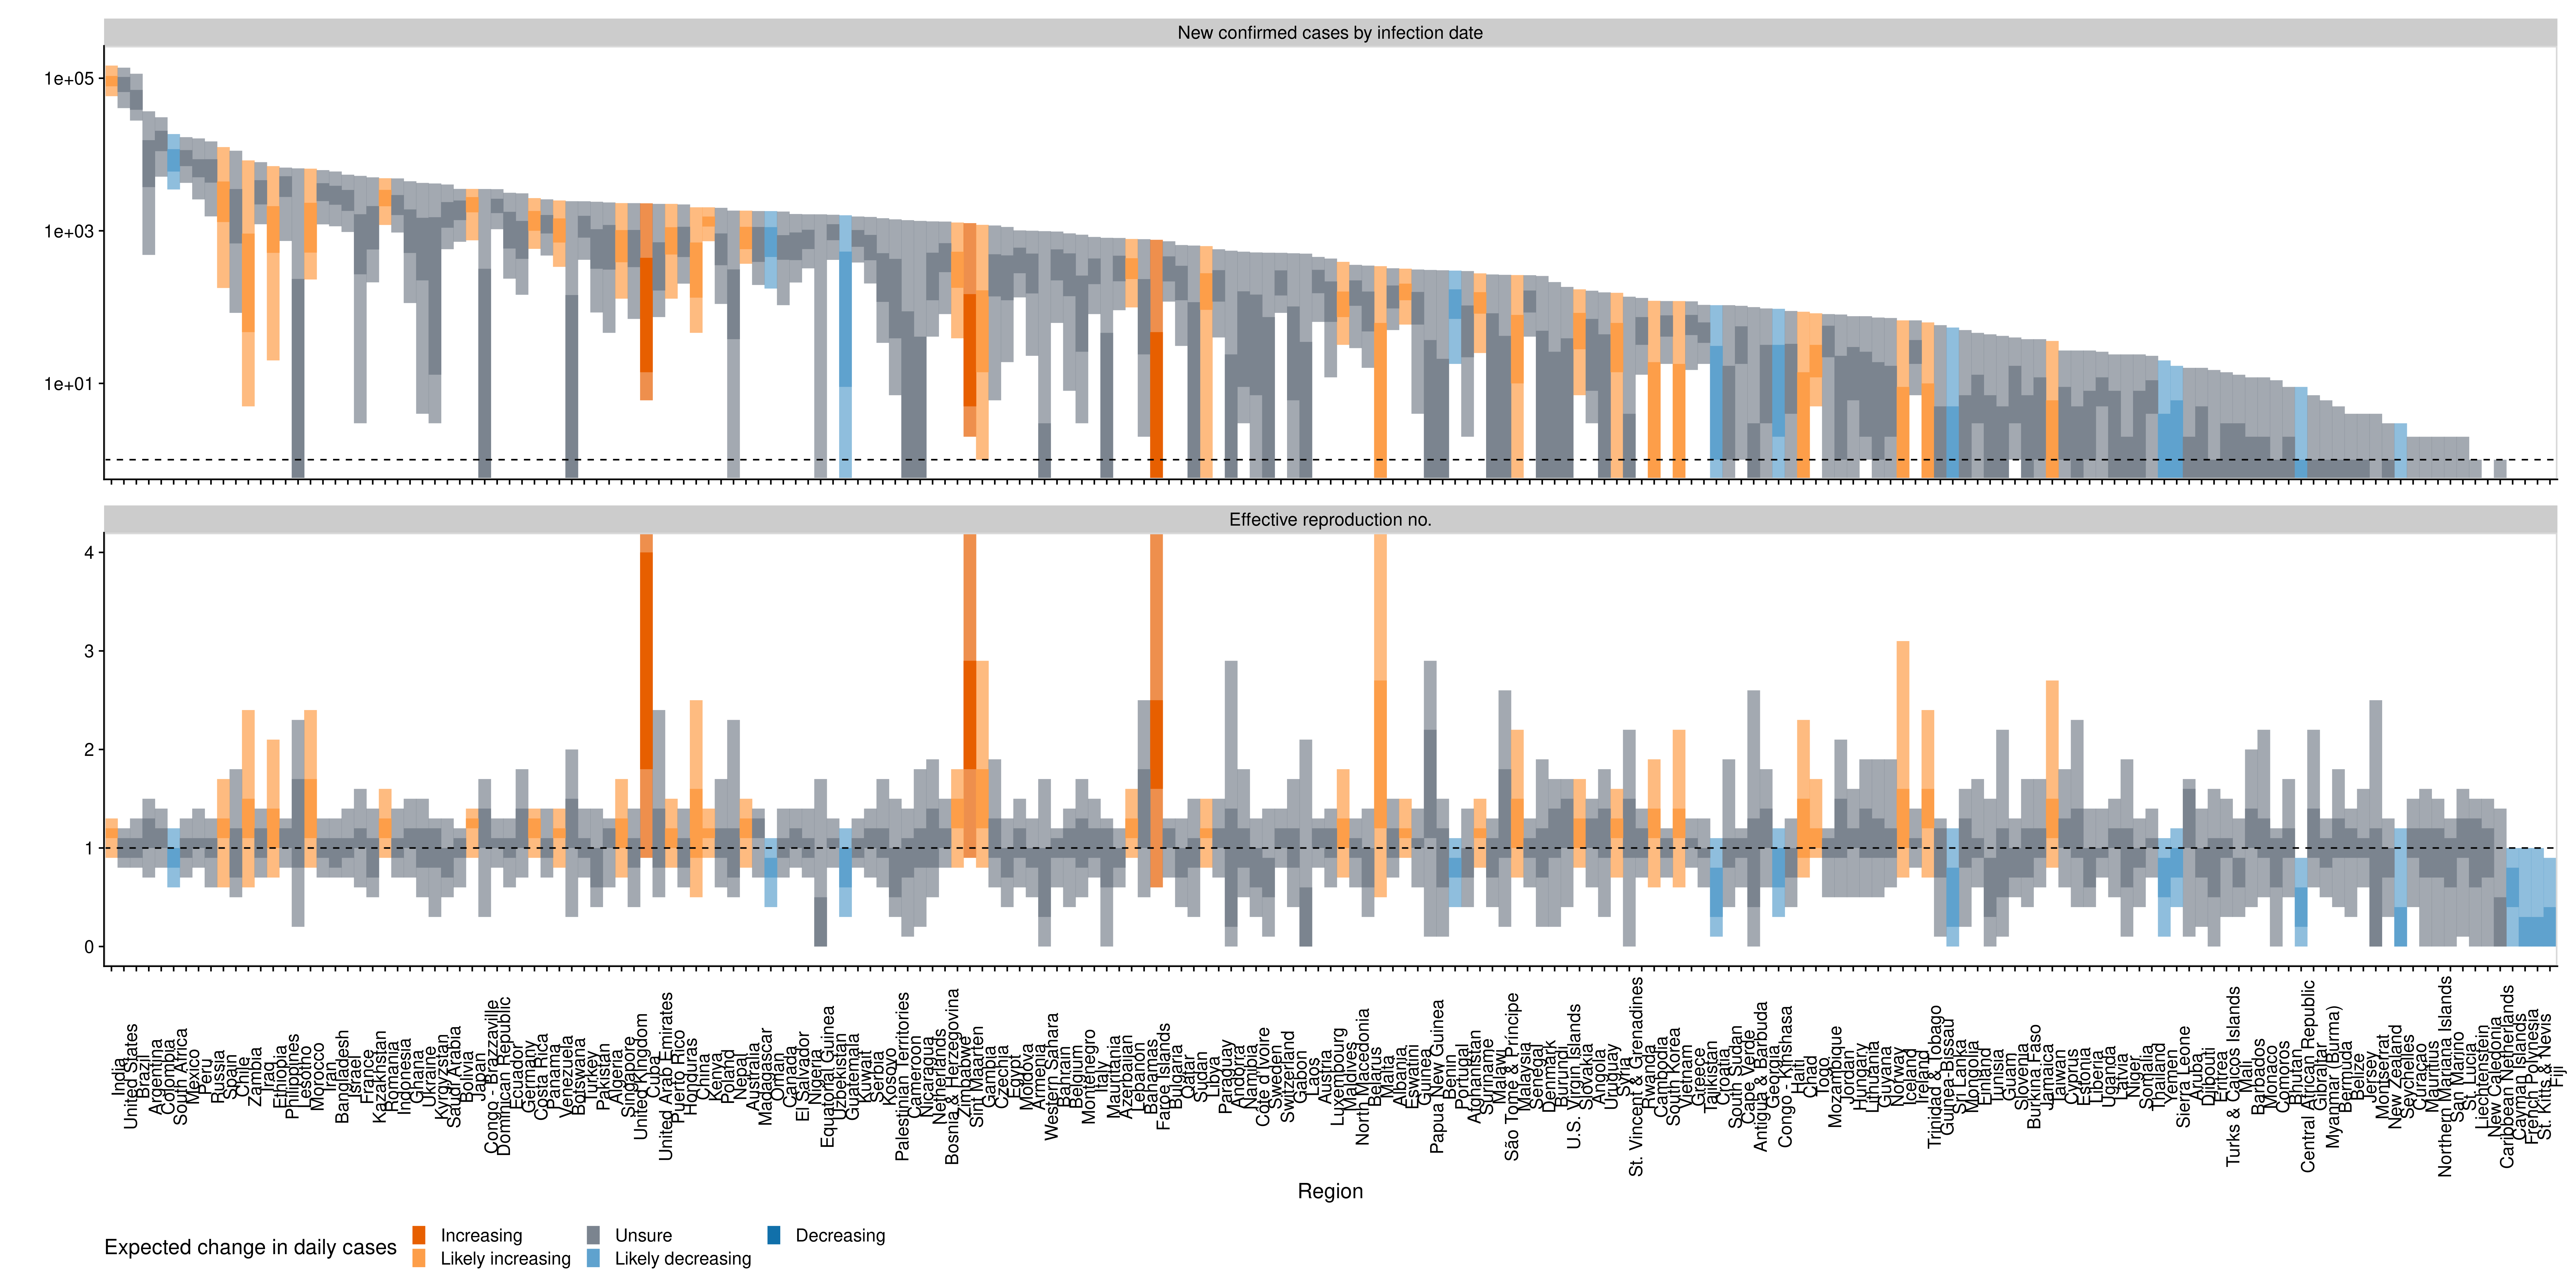 New confirmed cases by infection date
1e+05
1e+03
1e+01
Effective reproduction no.
4
3
2
1
0
India
United States
Brazil
Argentina
Colombia
South Africa
Mexico
Peru
Russia
Spain
Chile
Zambia
Iraq
Ethiopia
Philippines
Lesotho
Morocco
Iran
Bangladesh
Israel
France
Kazakhstan
Romania
Indonesia
Ghana
Ukraine
Kyrgyzstan
Saudi Arabia
Bolivia
Japan
Congo - Brazzaville
Dominican Republic
Ecuador
Germany
Costa Rica
Panama
Venezuela
Botswana
Turkey
Pakistan
Algeria
Singapore
United Kingdom
Cuba
United Arab Emirates
Puerto Rico
Honduras
China
Kenya
Poland
Nepal
Australia
Madagascar
Oman
Canada
El Salvador
Nigeria
Equatorial Guinea
Uzbekistan
Guatemala
Kuwait
Serbia
Kosovo
Palestinian Territories
Cameroon
Nicaragua
Netherlands
Bosnia & Herzegovina
Zimbabwe
Sint Maarten
Gambia
Czechia
Egypt
Moldova
Armenia
Western Sahara
Bahrain
Belgium
Montenegro
Italy
Mauritania
Azerbaijan
Lebanon
Bahamas
Faroe Islands
Bulgaria
Qatar
Sudan
Libya
Paraguay
Andorra
Namibia
Côte d'Ivoire
Sweden
Switzerland
Gabon
Laos
Austria
Luxembourg
Maldives
North Macedonia
Belarus
Malta
Albania
Eswatini
Guinea
Papua New Guinea
Benin
Portugal
Afghanistan
Suriname
Malawi
São Tomé & Príncipe
Malaysia
Senegal
Denmark
Burundi
U.S. Virgin Islands
Slovakia
Angola
Uruguay
Syria
St. Vincent & Grenadines
Rwanda
Cambodia
South Korea
Vietnam
Greece
Tajikistan
Croatia
South Sudan
Cape Verde
Antigua & Barbuda
Georgia
Congo - Kinshasa
Haiti
Chad
Togo
Mozambique
Jordan
Hungary
Lithuania
Guyana
Norway
Iceland
Ireland
Trinidad & Tobago
Guinea-Bissau
Sri Lanka
Mongolia
Finland
Tunisia
Guam
Slovenia
Burkina Faso
Jamaica
Taiwan
Cyprus
Estonia
Liberia
Uganda
Latvia
Niger
Somalia
Thailand
Yemen
Sierra Leone
Aruba
Djibouti
Eritrea
Turks & Caicos Islands
Mali
Barbados
Monaco
Comoros
Bhutan
Central African Republic
Gibraltar
Myanmar (Burma)
Bermuda
Belize
Jersey
Montserrat
New Zealand
Seychelles
Curaçao
Mauritius
Northern Mariana Islands
San Marino
St. Lucia
Liechtenstein
New Caledonia
Caribbean Netherlands
Cayman Islands
French Polynesia
St. Kitts & Nevis
Fiji
Region
Expected change in daily cases
Increasing
Likely increasing
Unsure
Likely decreasing
Decreasing